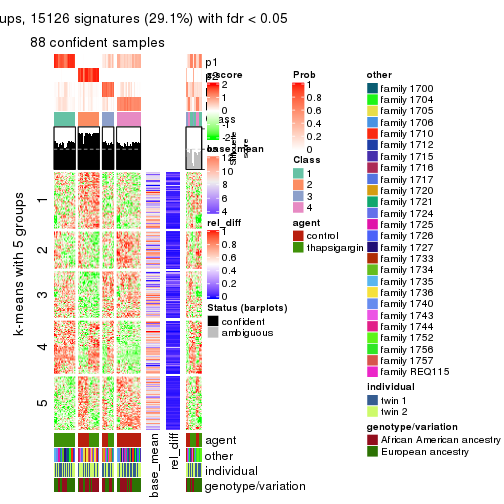 ups, 15126 signatures (29.1%) with fdr < 0.05
88 confident samples
p1
z-score
2
1
0
-2
base_mean
12
10
8
6
4
rel_diff
1
0.8
0.6
0.4
0.2
0
Status (barplots)
confident
ambiguous
Prob
1
0.8
0.6
0.4
0.2
0
Class
1
2
3
4
agent
control
thapsigargin
other
family 1700
family 1704
family 1705
family 1706
family 1710
family 1712
family 1715
family 1716
family 1717
family 1720
family 1721
family 1724
family 1725
family 1726
family 1727
family 1733
family 1734
family 1735
family 1736
family 1740
family 1743
family 1744
family 1752
family 1756
family 1757
family REQ115
individual
twin 1
twin 2
genotype/variation
African American ancestry
European ancestry
k-means with 5 groups
1
2
3
4
5
agent
other
individual
genotype/variation
base_mean
rel_diff